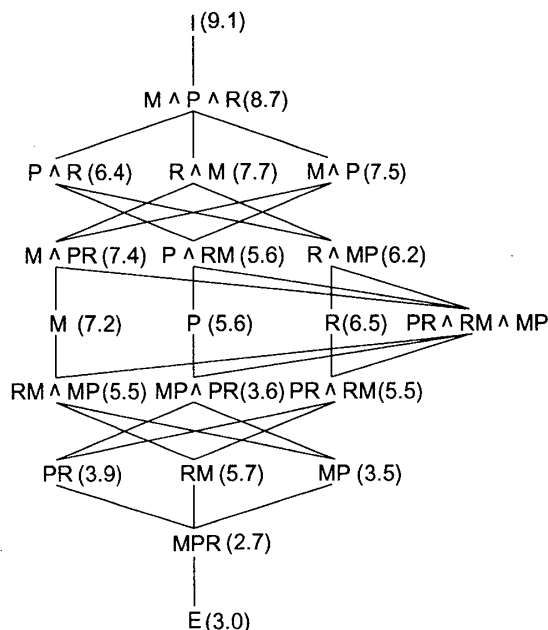 I (9.1)
M ∧ P ∧ R (8.7)
P ∧ R (6.4) R ∧ M (7.7) M ∧ P (7.5)
M ∧ PR (7.4) P ∧ RM (5.6) R ∧ MP (6.2)
M (7.2) P (5.6) R (6.5) PR ∧ RM ∧ MP
RM ∧ MP (5.5) MP ∧ PR (3.6) PR ∧ RM (5.5)
PR (3.9) RM (5.7) MP (3.5)
MPR (2.7)
E (3.0)